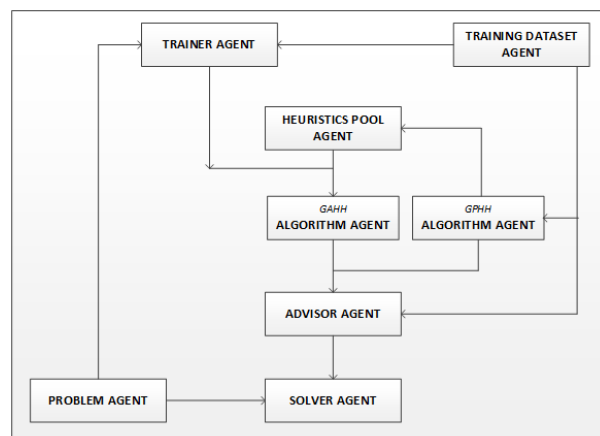 TRAINER AGENT
TRAINING DATASET
AGENT
HEURISTICS POOL
AGENT
GAHH
ALGORITHM AGENT
GPHH
ALGORITHM AGENT
ADVISOR AGENT
PROBLEM AGENT
SOLVER AGENT